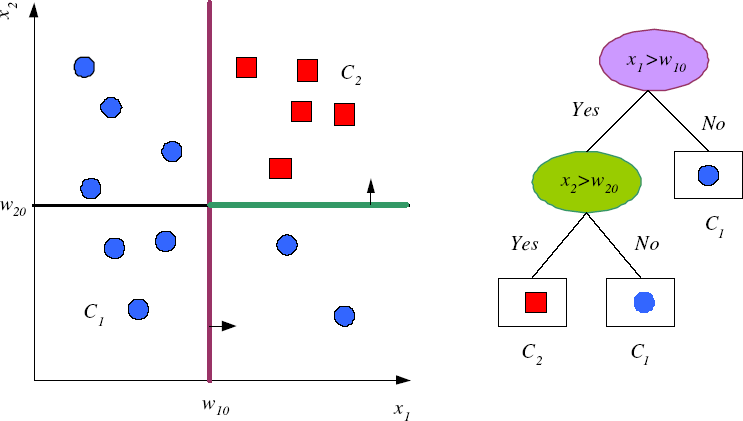 x2
C2
w20
C1
w10
x1
x1>w10
Yes
No
x2>w20
C1
Yes
No
C2
C1